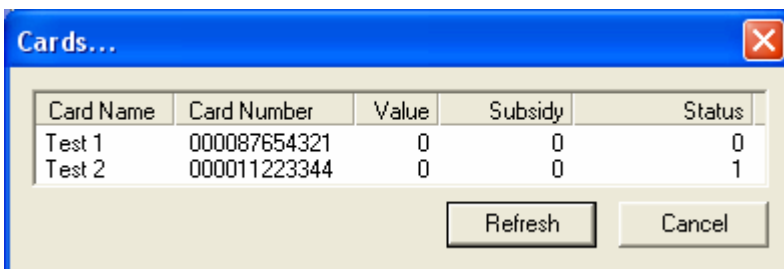 Cards...
Card Name Card Number Value Subsidy Status
Test 1 000087654321 0 0 0
Test 2 000011223344 0 0 1
Refresh Cancel